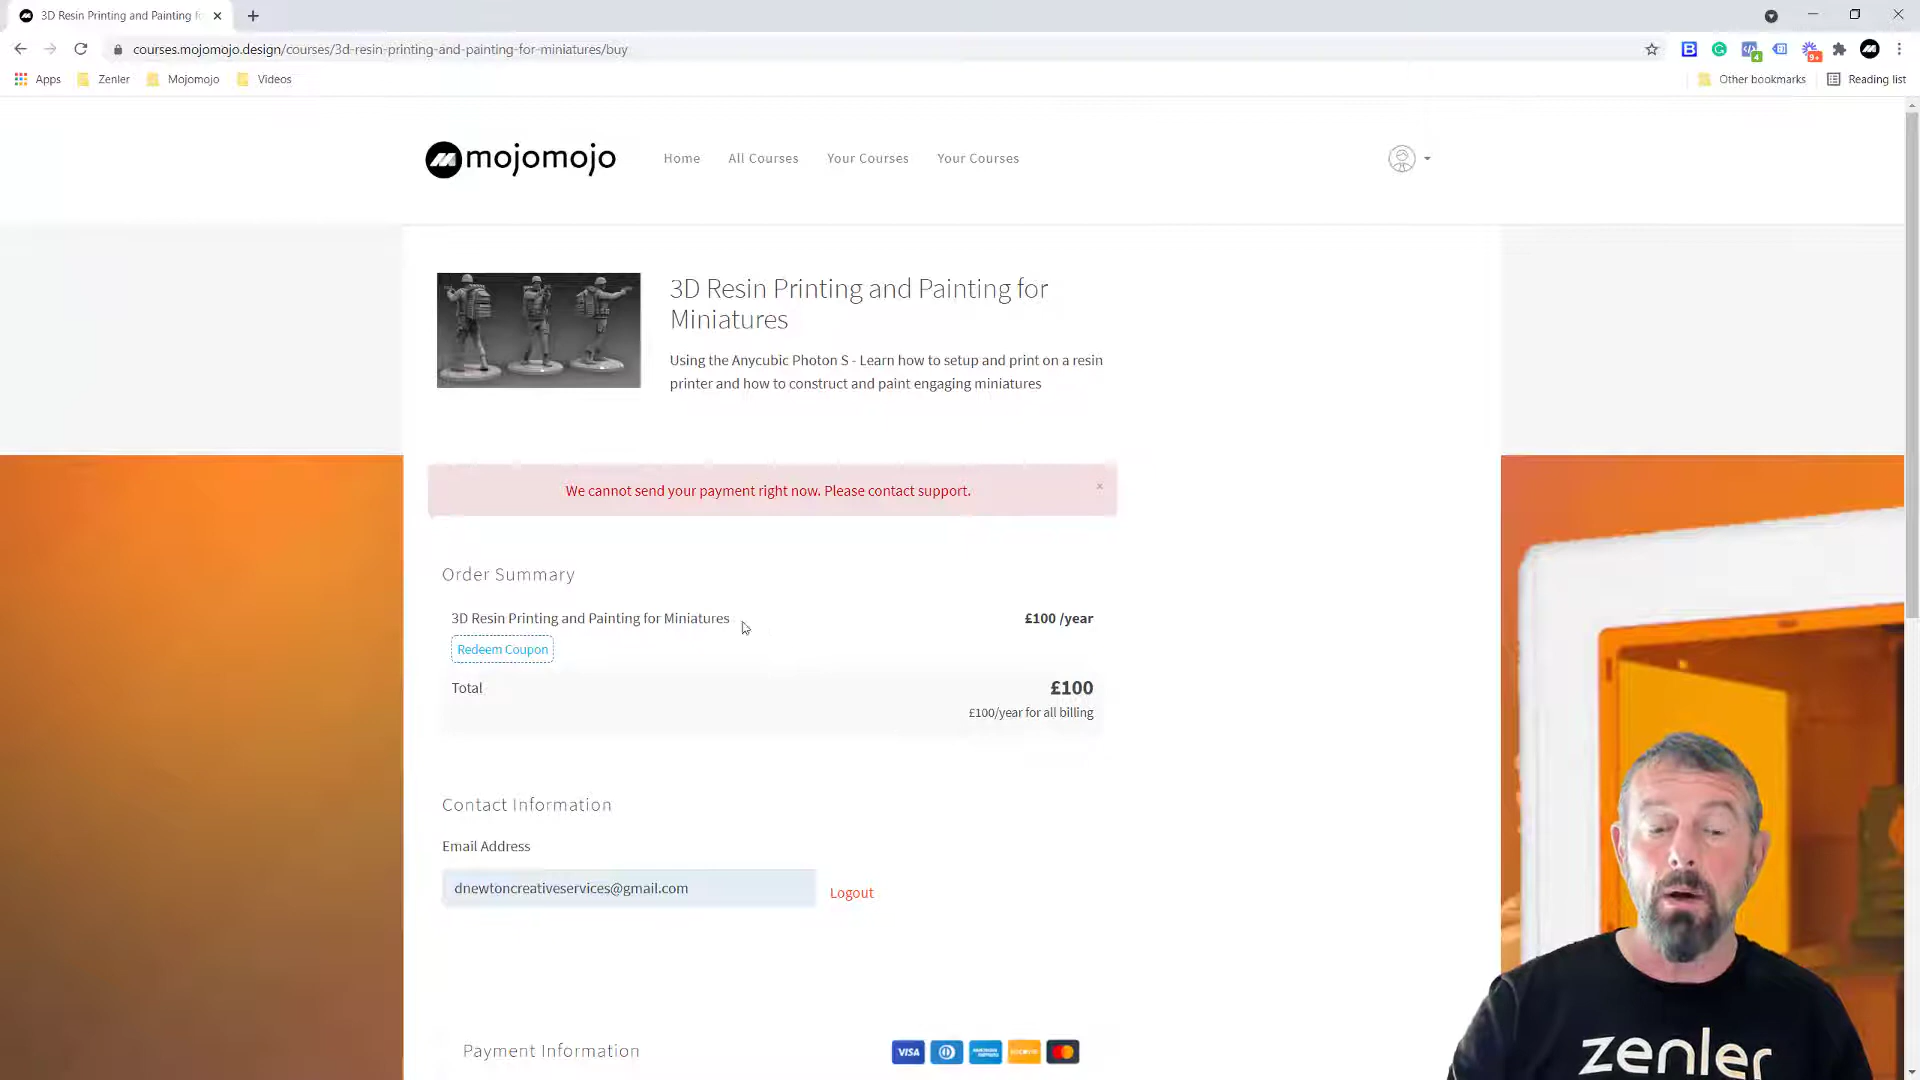 3D Resin Printing and Painting fo
courses.mojomojo.design/courses/3d-resin-printing-and-painting-for-miniatures/buy
Apps
Zenler
Mojomojo
Videos
Other bookmarks
Reading list
mojomojo
Home
All Courses
Your Courses
Your Courses
3D Resin Printing and Painting for
Miniatures
Using the Anycubic Photon S - Learn how to setup and print on a resin
printer and how to construct and paint engaging miniatures
We cannot send your payment right now. Please contact support.
Order Summary
3D Resin Printing and Painting for Miniatures
£100 /year
Redeem Coupon
Total
£100
£100/year for all billing
Contact Information
Email Address
dnewtoncreativeservices@gmail.com
Logout
Payment Information
VISA
zenler